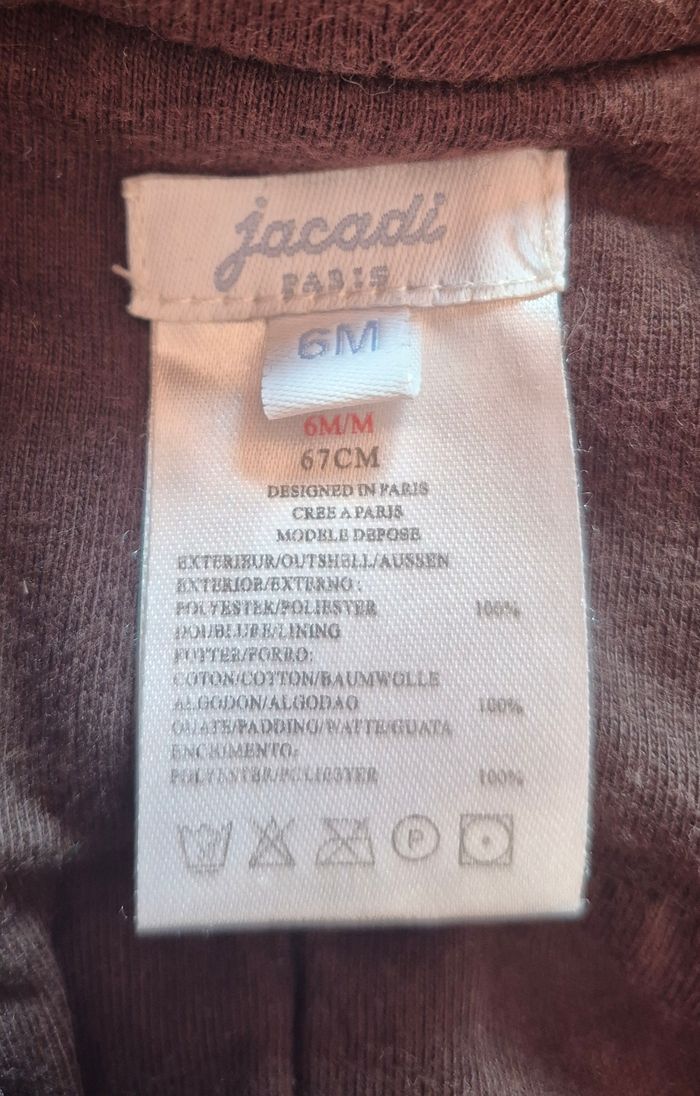 jacadi
PARIS
6M
6M/M
67CM
DESIGNED IN PARIS
CREE A PARIS
MODELE DEPOSE
EXTERIEUR/OUTSHELL/AUSSEN
EXTERIOR/EXTERNO:
POLYESTER/POLIESTER 100%
DOUBLURE/LINING
FUTTER/FORRO:
COTON/COTTON/BAUMWOLLE
ALGODON/ALGODAO 100%
OUATE/PADDING/WATTE/GUATA
ENCHIMENTO:
POLYESTER/POLIESTER 100%
P